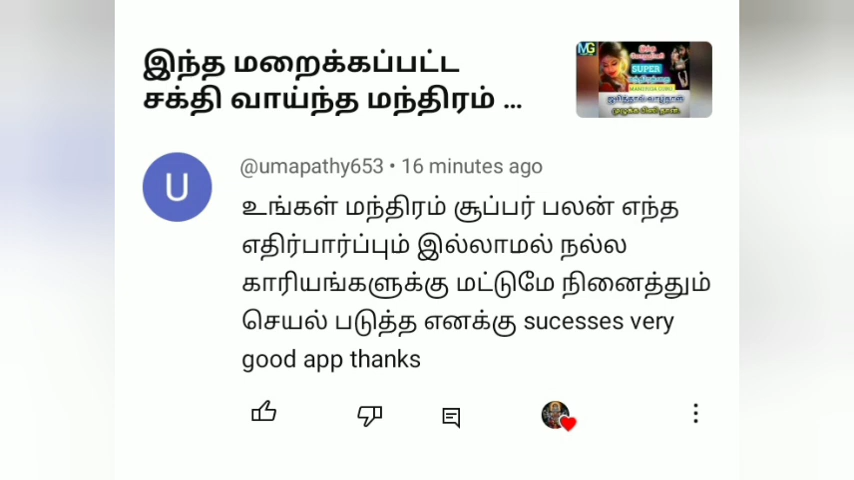 இந்த மறைக்கப்பட்ட
சக்தி வாய்ந்த மந்திரம் ...
MG
SUPER
@umapathy653 • 16 minutes ago
U
உங்கள் மந்திரம் சூப்பர் பலன் எந்த
எதிர்பார்ப்பும் இல்லாமல் நல்ல
காரியங்களுக்கு மட்டுமே நினைத்தும்
செயல் படுத்த எனக்கு sucesses very
good app thanks